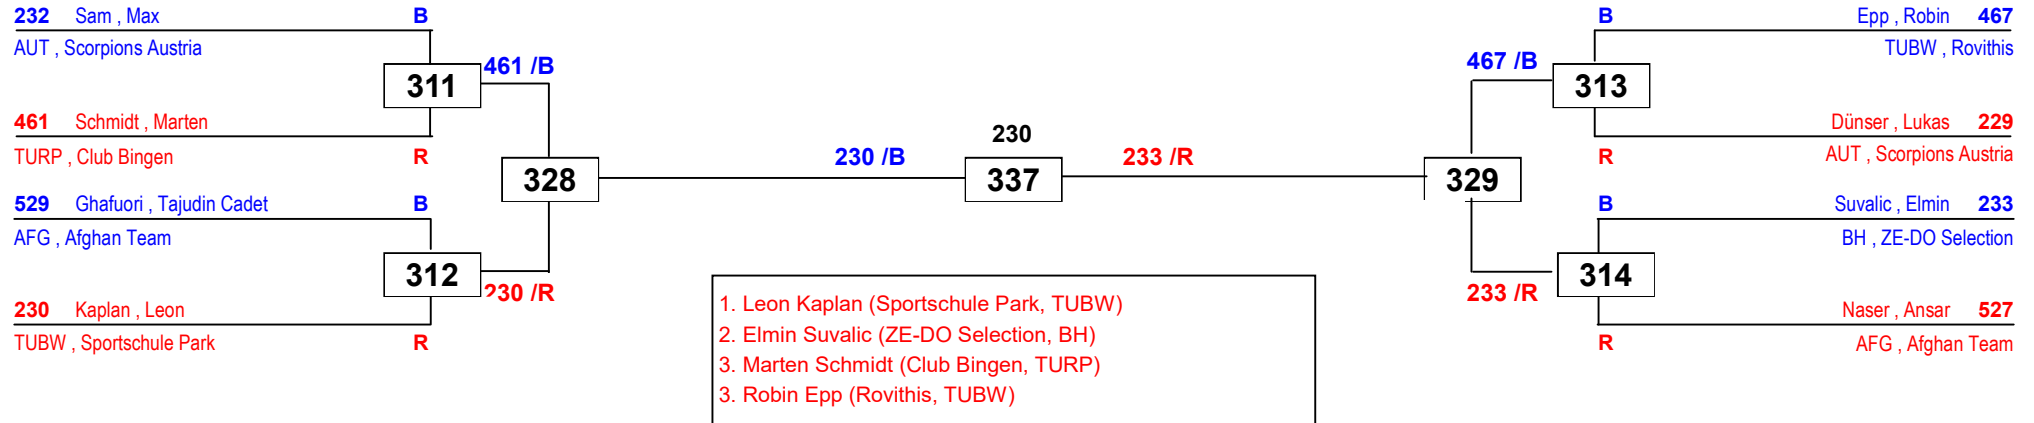 232 Sam , Max B
AUT , Scorpions Austria
311
461 /B
461 Schmidt , Marten
TURP , Club Bingen R
328
529 Ghafuori , Tajudin Cadet B
AFG , Afghan Team
312
230 /R
230 Kaplan , Leon
TUBW , Sportschule Park R
230 /B
230
337
233 /R
1. Leon Kaplan (Sportschule Park, TUBW)
2. Elmin Suvalic (ZE-DO Selection, BH)
3. Marten Schmidt (Club Bingen, TURP)
3. Robin Epp (Rovithis, TUBW)
B Epp , Robin 467
TUBW , Rovithis
467 /B
313
Dünser , Lukas 229
R AUT , Scorpions Austria
329
B Suvalic , Elmin 233
BH , ZE-DO Selection
314
233 /R
Naser , Ansar 527
R AFG , Afghan Team